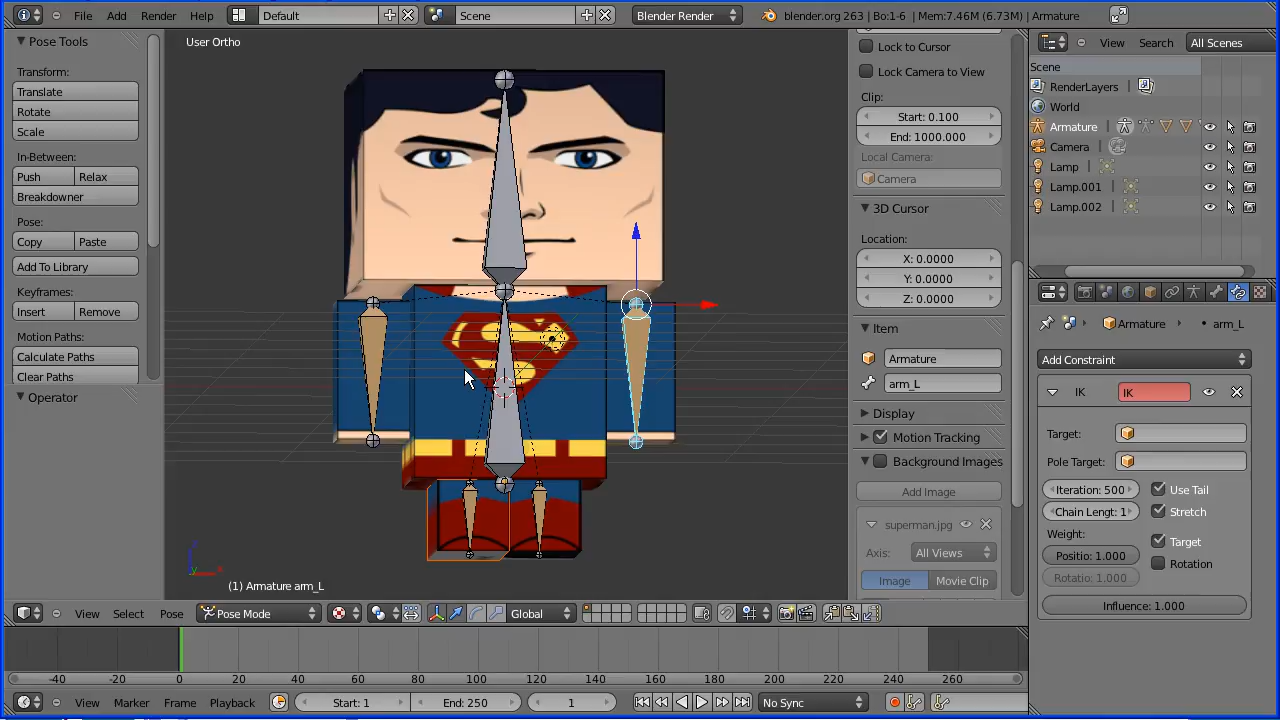 File Add Render Help Default Scene Blender Render blender.org 263 | Bo:1-6 | Mem:7.46M (6.73M) | Armature
Pose Tools
Transform:
Translate
Rotate
Scale
In-Between:
Push Relax
Breakdowner
Pose:
Copy Paste
Add To Library
Keyframes:
Insert Remove
Motion Paths:
Calculate Paths
Clear Paths
Operator
User Ortho
(1) Armature arm_L
View Select Pose Pose Mode Global
Lock to Cursor
Lock Camera to View
Clip:
Start: 0.100
End: 1000.000
Local Camera:
Camera
3D Cursor
Location:
X: 0.0000
Y: 0.0000
Z: 0.0000
Item
Armature
arm_L
Display
Motion Tracking
Background Images
Add Image
superman.jpg
Axis: All Views
Image Movie Clip
View Search All Scenes
Scene
RenderLayers
World
Armature
Camera
Lamp
Lamp.001
Lamp.002
Armature arm_L
Add Constraint
IK IK
Target:
Pole Target:
Iteration: 500 Use Tail
Chain Lengt: 1 Stretch
Weight:
Target
Positio: 1.000
Rotation
Rotatio: 1.000
Influence: 1.000
-40 -20 0 20 40 60 80 100 120 140 160 180 200 220 240 260
View Marker Frame Playback Start: 1 End: 250 1 No Sync